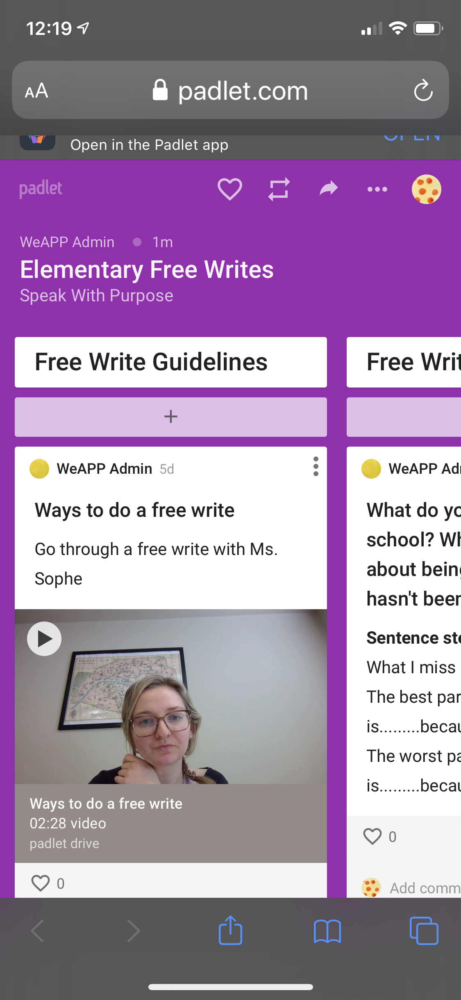 12:19
AA padlet.com
Open in the Padlet app
OPEN
padlet
WeAPP Admin 1m
Elementary Free Writes
Speak With Purpose
Free Write Guidelines
+
WeAPP Admin 5d
Ways to do a free write
Go through a free write with Ms.
Sophe
PARIS
Ways to do a free write
02:28 video
padlet drive
0
Free Writ
WeAPP Ad
What do yo
school? Wh
about being
hasn't been
Sentence ste
What I miss
The best par
is.........becau
The worst pa
is.........becau
0
Add comm